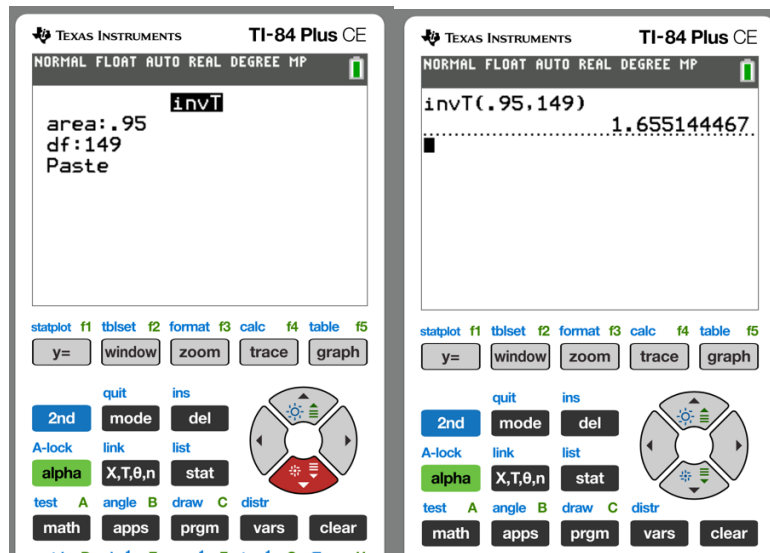 TEXAS INSTRUMENTS TI-84 Plus CE
NORMAL FLOAT AUTO REAL DEGREE MP
invT
area:.95
df:149
Paste
statplot f1 tblset f2 format f3 calc f4 table f5
y= window zoom trace graph
quit ins
2nd mode del
A-lock link list
alpha X,T,θ,n stat
test A angle B draw C distr
math apps prgm vars clear
TEXAS INSTRUMENTS TI-84 Plus CE
NORMAL FLOAT AUTO REAL DEGREE MP
invT(.95,149)
1.655144467
statplot f1 tblset f2 format f3 calc f4 table f5
y= window zoom trace graph
quit ins
2nd mode del
A-lock link list
alpha X,T,θ,n stat
test A angle B draw C distr
math apps prgm vars clear